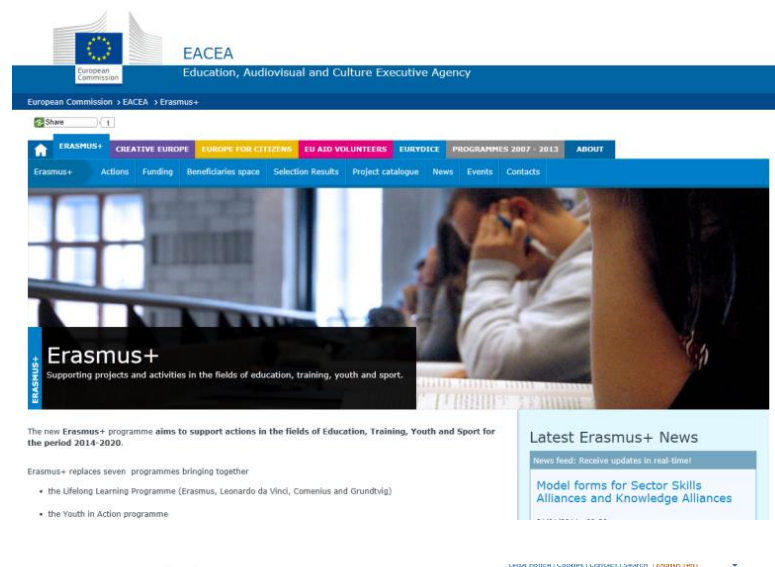 EACEA
European
Commission
Education, Audiovisual and Culture Executive Agency
European Commission > EACEA > Erasmus+
Share 1
ERASMUS+ CREATIVE EUROPE EUROPE FOR CITIZENS EU AID VOLUNTEERS EURYDICE PROGRAMMES 2007 - 2013 ABOUT
Erasmus+ Actions Funding Beneficiaries space Selection Results Project catalogue News Events Contacts
ERASMUS+
Erasmus+
Supporting projects and activities in the fields of education, training, youth and sport.
The new Erasmus+ programme aims to support actions in the fields of Education, Training, Youth and Sport for
the period 2014-2020.
Erasmus+ replaces seven programmes bringing together
• the Lifelong Learning Programme (Erasmus, Leonardo da Vinci, Comenius and Grundtvig)
• the Youth in Action programme
Latest Erasmus+ News
News feed: Receive updates in real-time!
Model forms for Sector Skills
Alliances and Knowledge Alliances
Legal Notice | Cookies | Contact | Search